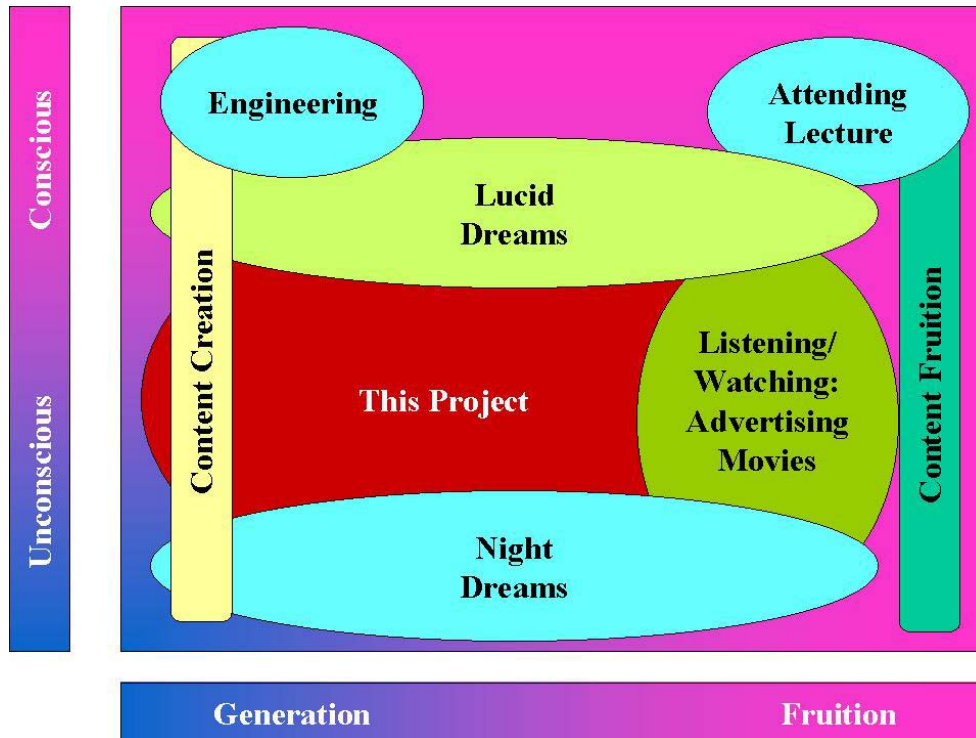 Conscious
Unconscious
Engineering
Attending
Lecture
Lucid
Dreams
Content Creation
This Project
Listening/
Watching:
Advertising
Movies
Content Fruition
Night
Dreams
Generation
Fruition